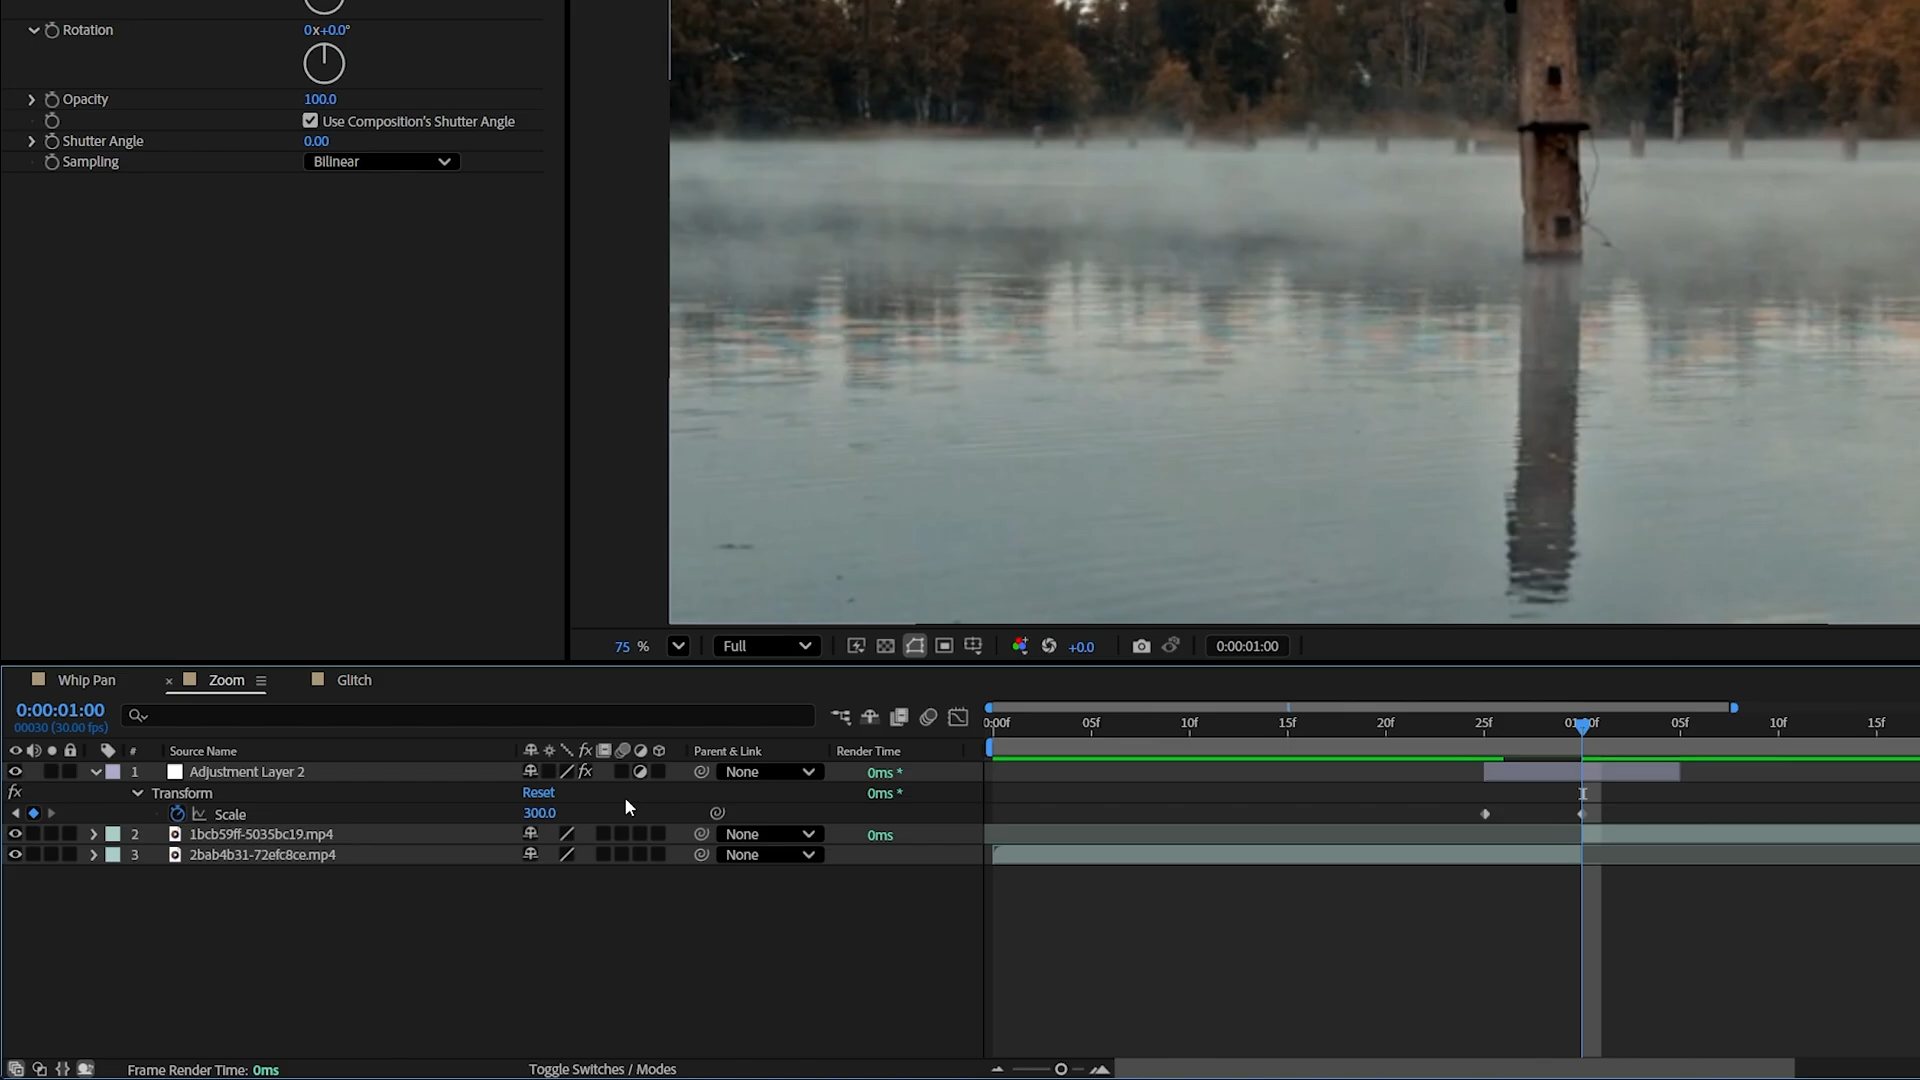 Rotation 0x+0.0°
Opacity 100.0
Use Composition's Shutter Angle
Shutter Angle 0.00
Sampling Bilinear
75 % Full +0.0 0:00:01:00
Whip Pan × Zoom Glitch
0:00:01:00
00030 (30.00 fps)
0:00f 05f 10f 15f 20f 25f 01:00f 05f 10f 15f
# Source Name fx Parent & Link Render Time
1 Adjustment Layer 2 fx None 0ms *
fx Transform Reset 0ms *
Scale 300.0
2 1bcb59ff-5035bc19.mp4 None 0ms
3 2bab4b31-72efc8ce.mp4 None
Frame Render Time: 0ms Toggle Switches / Modes